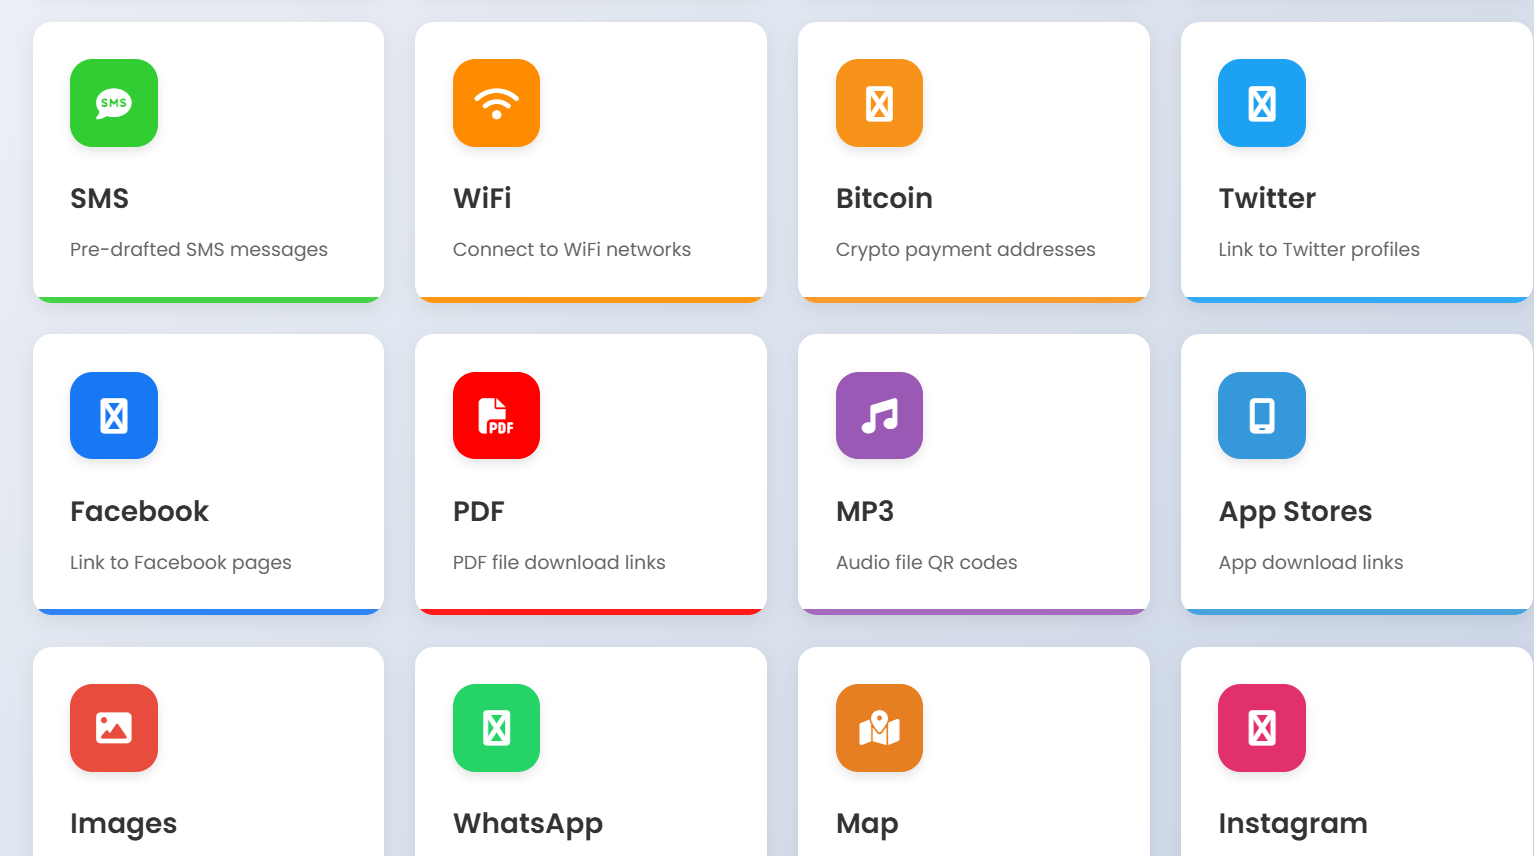 SMS
WiFi
Bitcoin
Twitter
SMS
Pre-drafted SMS messages
Connect to WiFi networks
Crypto payment addresses
Link to Twitter profiles
PDF
Facebook
PDF
MP3
App Stores
Link to Facebook pages
PDF file download links
Audio file QR codes
App download links
Images
WhatsApp
Map
Instagram